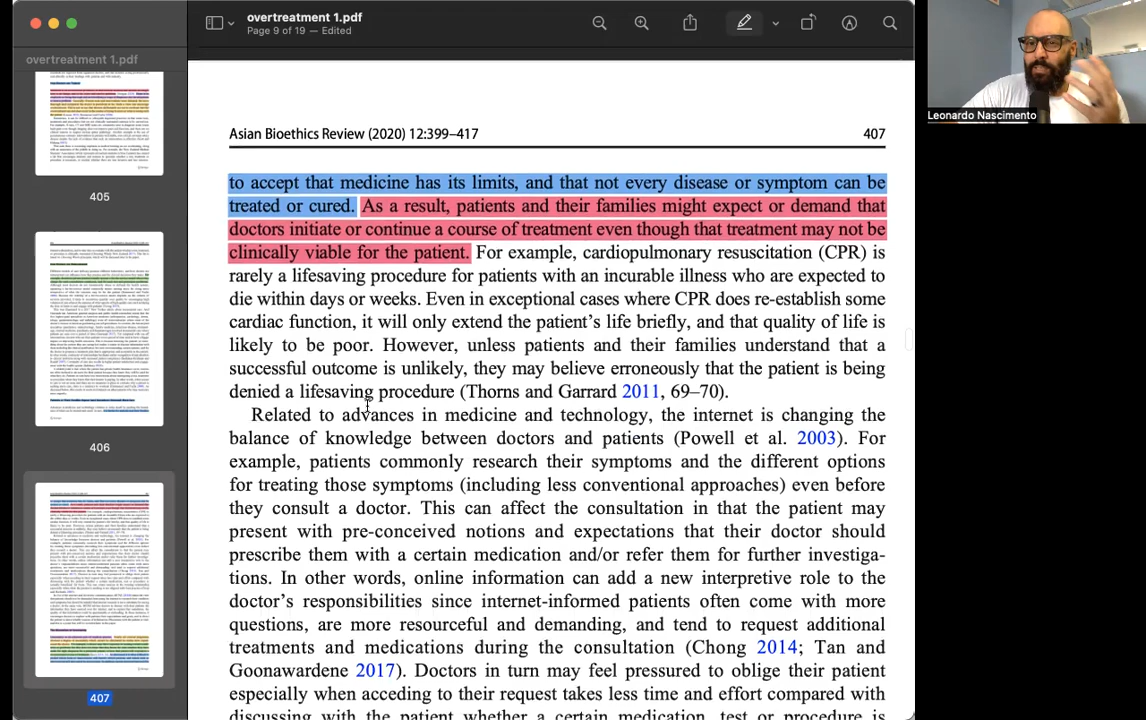 overtreatment 1.pdf
Page 9 of 19 — Edited
overtreatment 1.pdf
405
406
407
Leonardo Nascimento
Asian Bioethics Review (2020) 12:399–417
407
to accept that medicine has its limits, and that not every disease or symptom can be
treated or cured. As a result, patients and their families might expect or demand that
doctors initiate or continue a course of treatment even though that treatment may not be
clinically viable for the patient. For example, cardiopulmonary resuscitation (CPR) is
rarely a lifesaving procedure for patients with an incurable illness who are expected to
die within days or weeks. Even in exceptional cases where CPR does re-establish some
cardiac function, it will only extend the patient's life briefly, and that quality of life is
likely to be poor. However, unless patients and their families understand that a
successful outcome is unlikely, they may believe erroneously that the patient is being
denied a lifesaving procedure (Thorns and Garrard 2011, 69–70).
Related to advances in medicine and technology, the internet is changing the
balance of knowledge between doctors and patients (Powell et al. 2003). For
example, patients commonly research their symptoms and the different options
for treating those symptoms (including less conventional approaches) even before
they consult a doctor. This can affect the consultation in that the patient may
present with preconceived notions and expectations that their doctor should
prescribe them with a certain medication and/or refer them for further investiga-
tions. In other words, online information can add a new interpretive role to the
doctor's responsibilities since internet-informed patients often come with more
questions, are more resourceful and demanding, and tend to request additional
treatments and medications during the consultation (Chong 2014; Tan and
Goonawardene 2017). Doctors in turn may feel pressured to oblige their patient
especially when acceding to their request takes less time and effort compared with
discussing with the patient whether a certain medication, test or procedure is